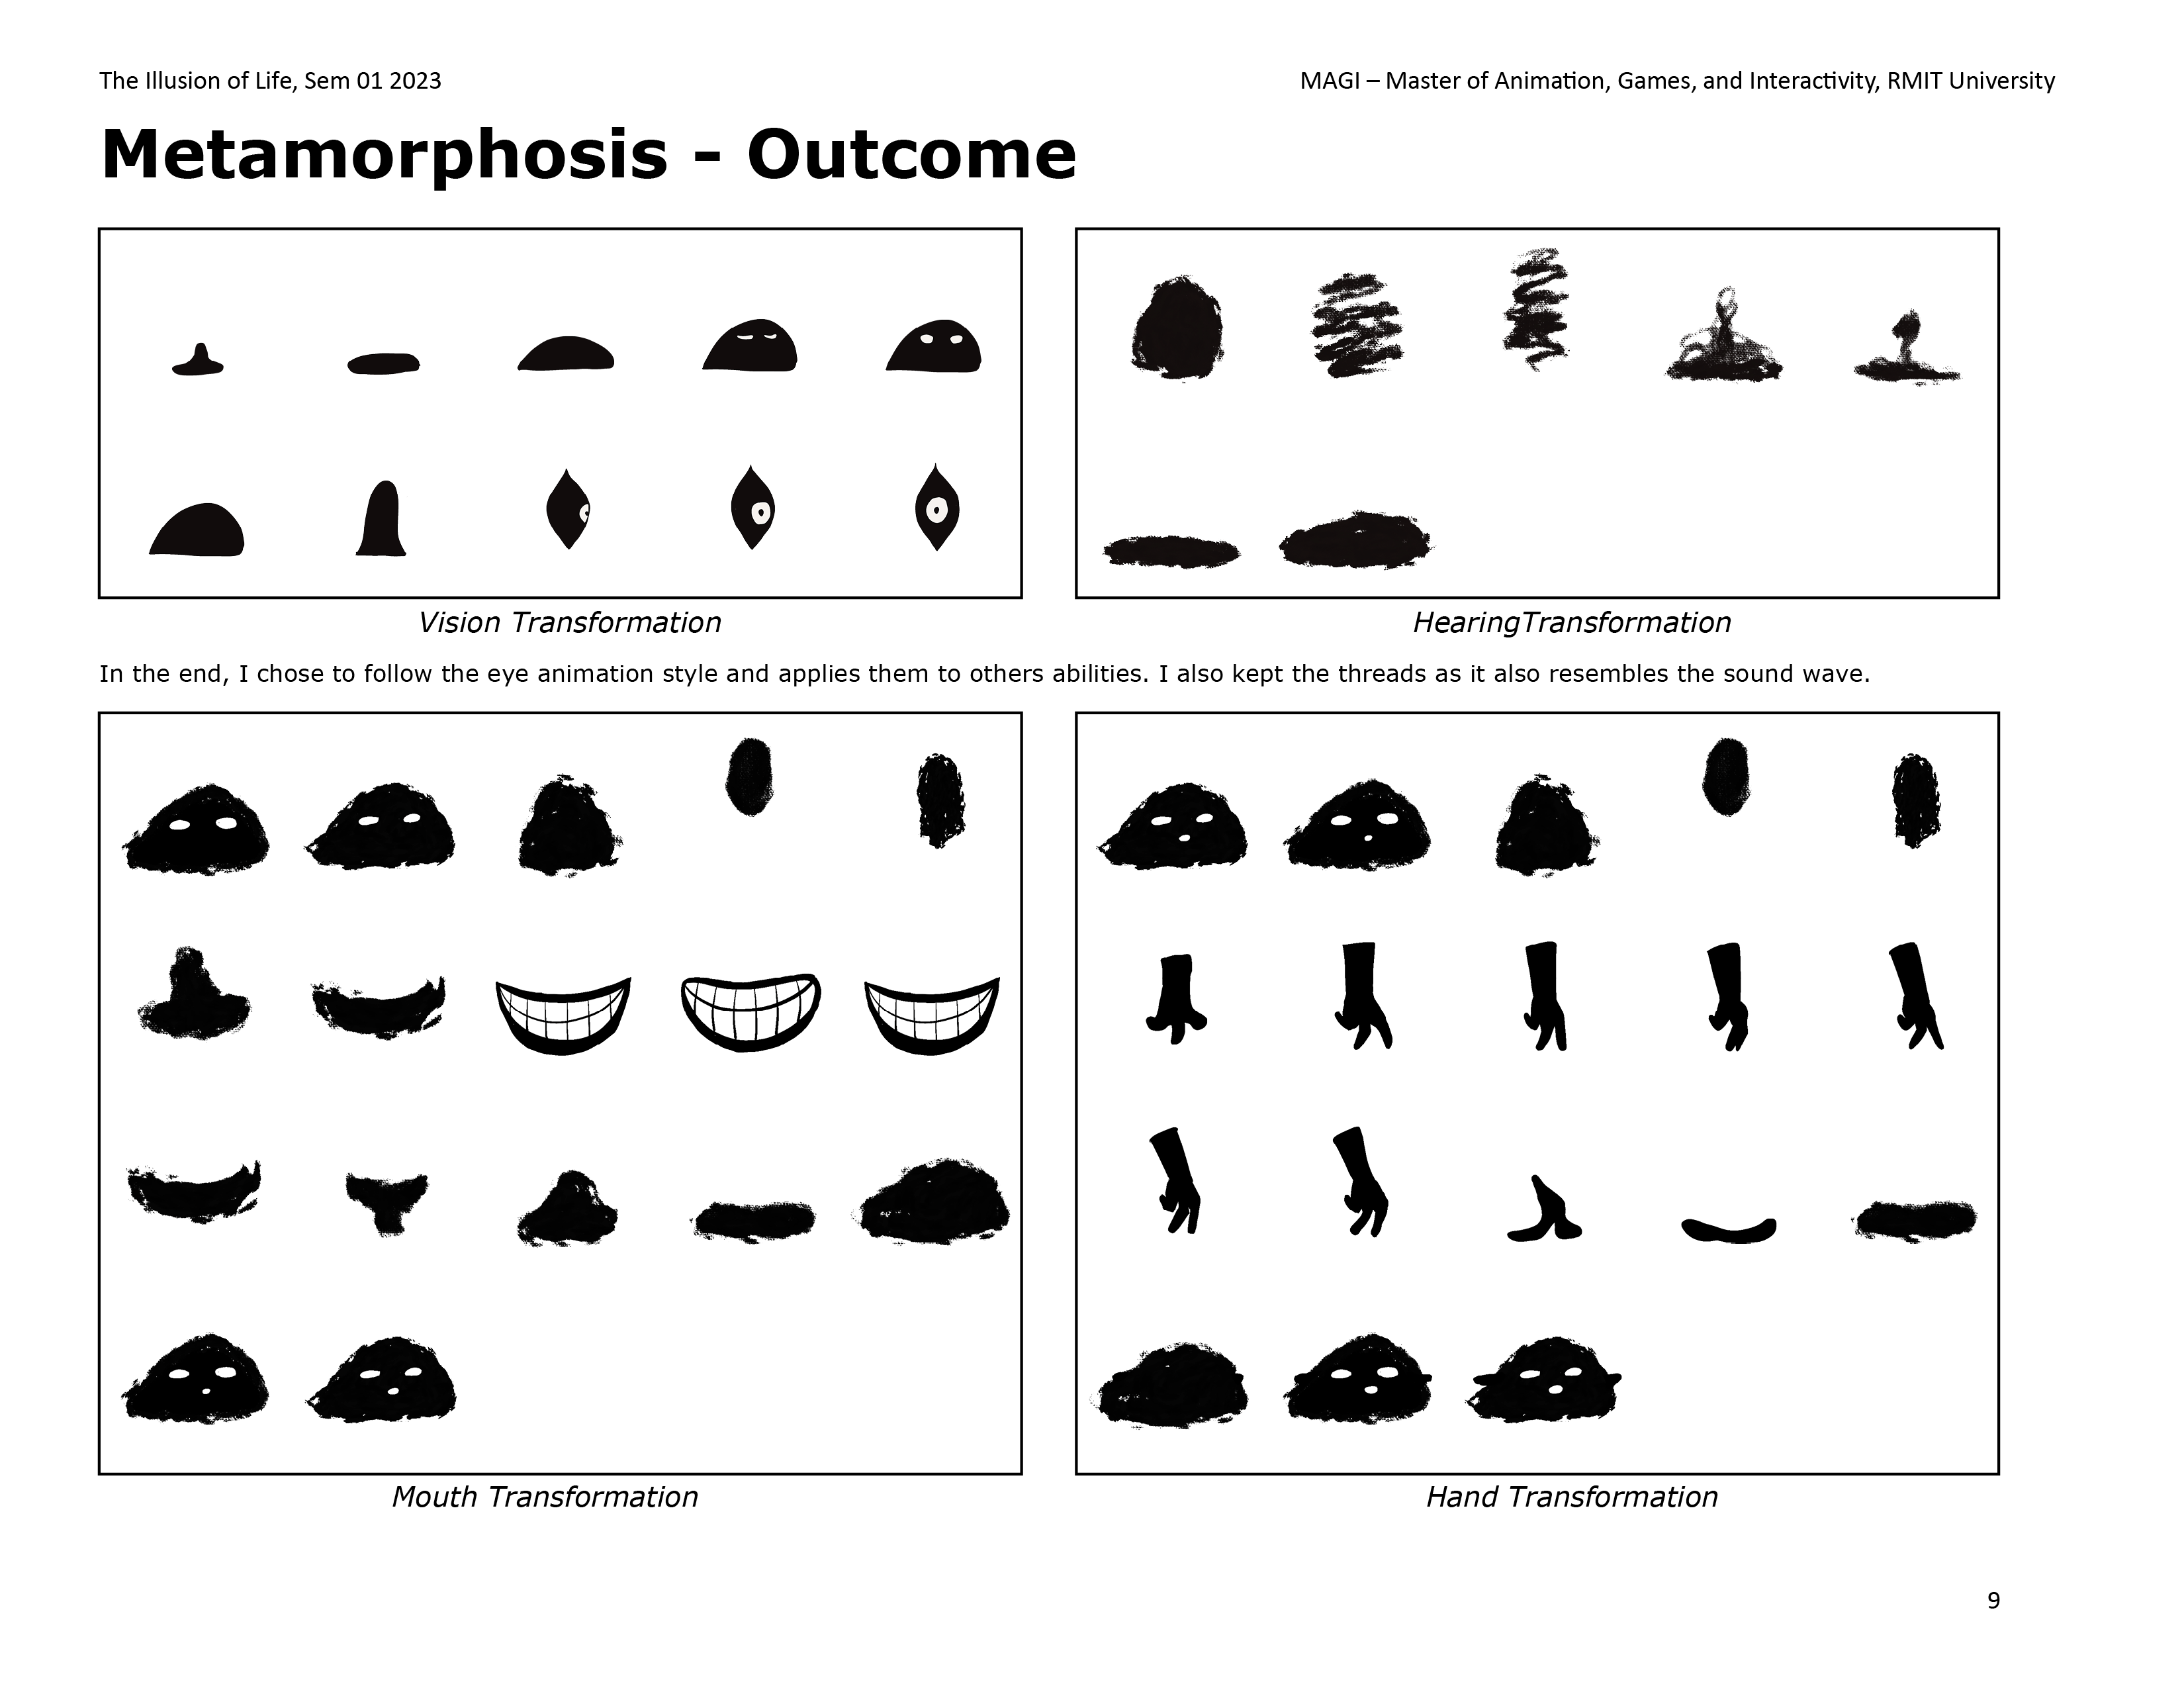 The Illusion of Life, Sem 01 2023
MAGI – Master of Animation, Games, and Interactivity, RMIT University
Metamorphosis - Outcome
Vision Transformation
HearingTransformation
In the end, I chose to follow the eye animation style and applies them to others abilities. I also kept the threads as it also resembles the sound wave.
Mouth Transformation
Hand Transformation
9